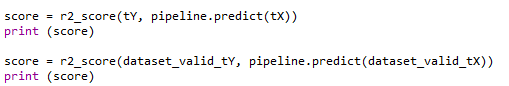 score = r2_score(tY, pipeline.predict(tX))
print (score)
score = r2_score(dataset_valid_tY, pipeline.predict(dataset_valid_tX))
print (score)